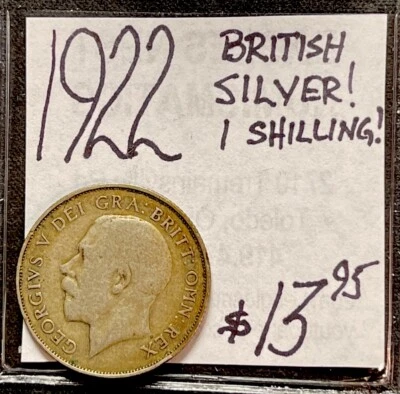 1922
BRITISH
SILVER!
1 SHILLING!
GEORGIVS V DEI GRA: BRITT: OMN: REX
$13.95